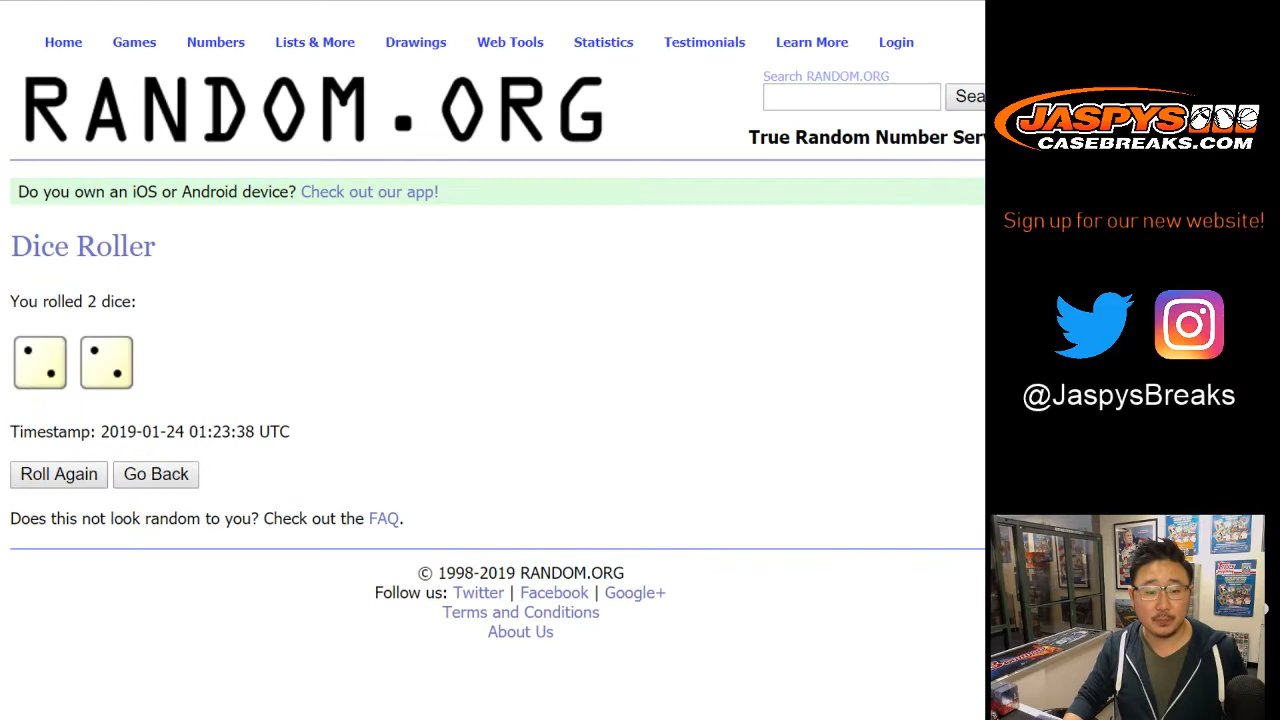 Home Games Numbers Lists & More Drawings Web Tools Statistics Testimonials Learn More Login
RANDOM.ORG
Search RANDOM.ORG
Sea
True Random Number Serv
Do you own an iOS or Android device? Check out our app!
Dice Roller
You rolled 2 dice:
Timestamp: 2019-01-24 01:23:38 UTC
Roll Again Go Back
Does this not look random to you? Check out the FAQ.
© 1998-2019 RANDOM.ORG
Follow us: Twitter | Facebook | Google+
Terms and Conditions
About Us
JASPYS
CASEBREAKS.COM
Sign up for our new website!
@JaspysBreaks